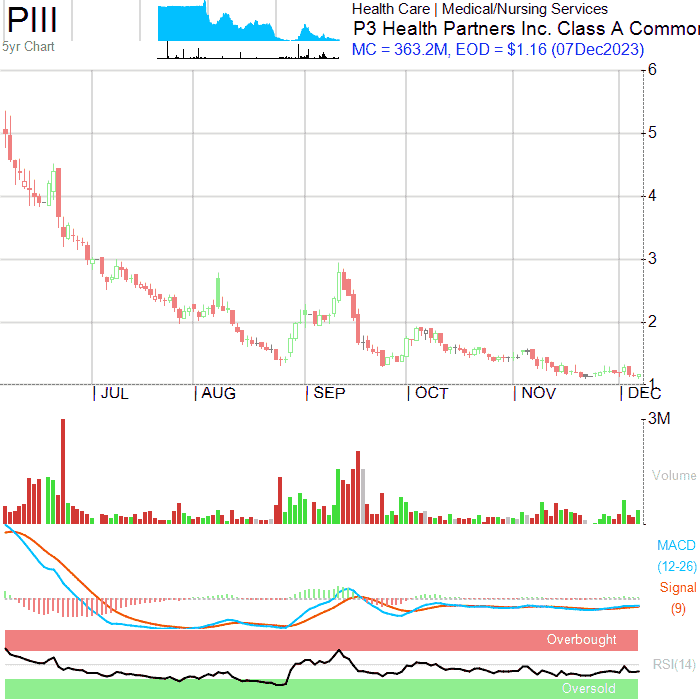 PIII
5yr Chart
Health Care | Medical/Nursing Services
P3 Health Partners Inc. Class A Commo
MC = 363.2M, EOD = $1.16 (07Dec2023)
6
5
4
3
2
1
JUL AUG SEP OCT NOV DEC
3M
Volume
MACD
(12-26)
Signal
(9)
Overbought
RSI(14)
Oversold